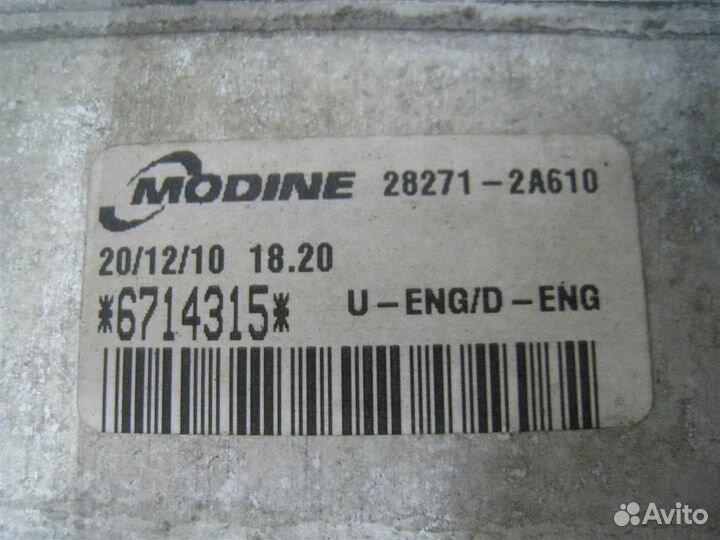 MODINE 28271-2A610
20/12/10 18.20
*6714315* U-ENG/D-ENG
Avito